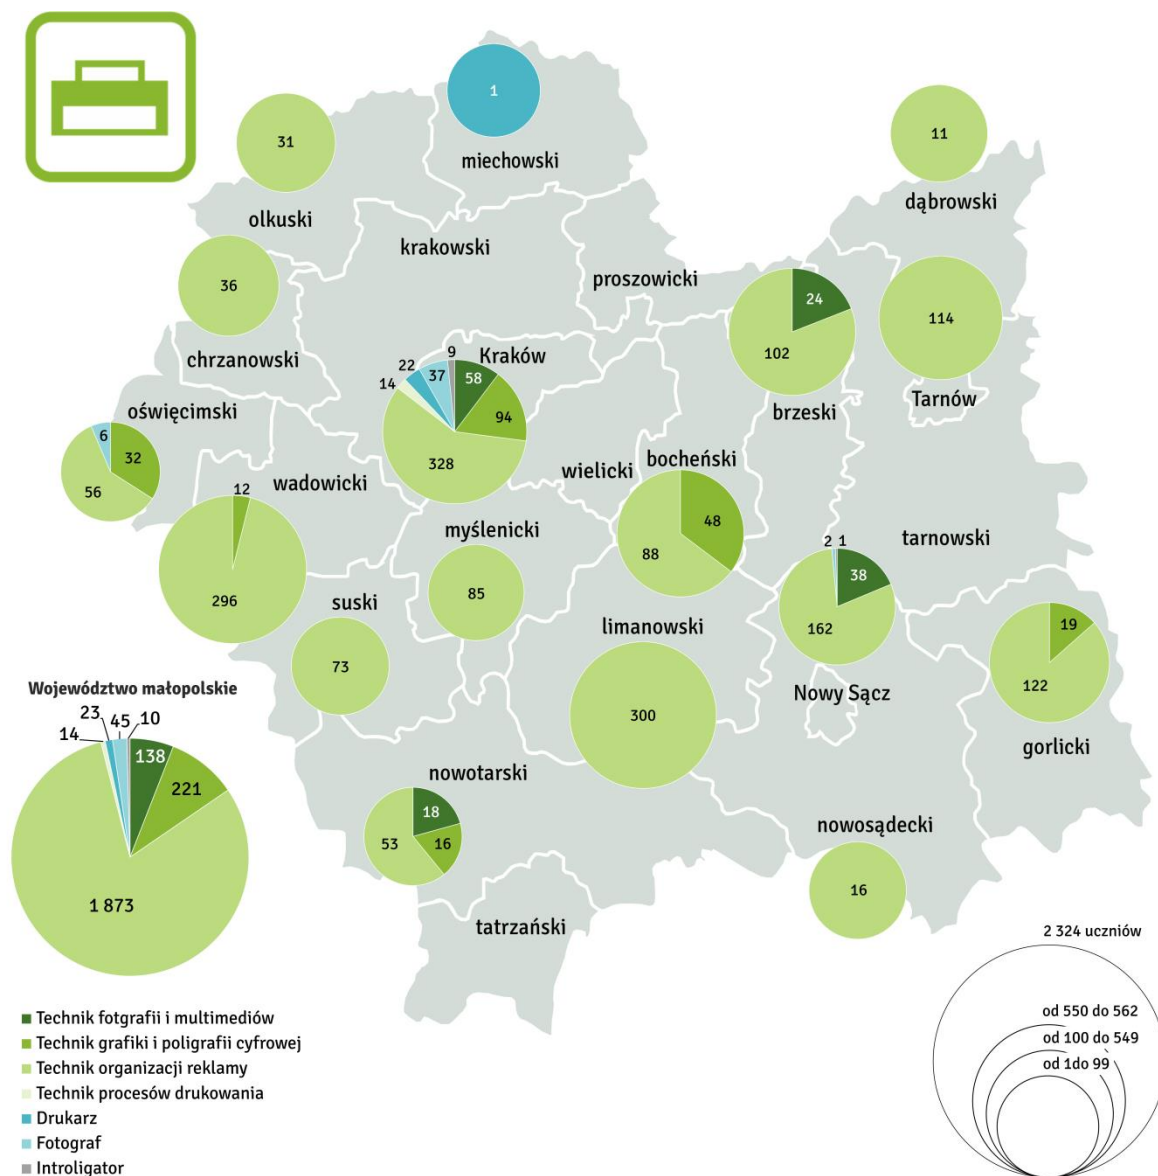 1
miechowski
31
olkuski
11
dąbrowski
krakowski
proszowicki
36
chrzanowski
24
102
brzeski
114
Tarnów
Kraków
9
22
37
58
14
94
328
oświęcimski
6
32
56
wadowicki
12
296
wielicki
bocheński
48
88
myślenicki
85
tarnowski
2
1
38
162
Nowy Sącz
suski
73
limanowski
300
19
122
gorlicki
Województwo małopolskie
23
45
10
14
138
221
1 873
nowotarski
18
53
16
nowosądecki
16
tatrzański
2 324 uczniów
od 550 do 562
od 100 do 549
od 1do 99
Technik fotgrafii i multimediów
Technik grafiki i poligrafii cyfrowej
Technik organizacji reklamy
Technik procesów drukowania
Drukarz
Fotograf
Introligator